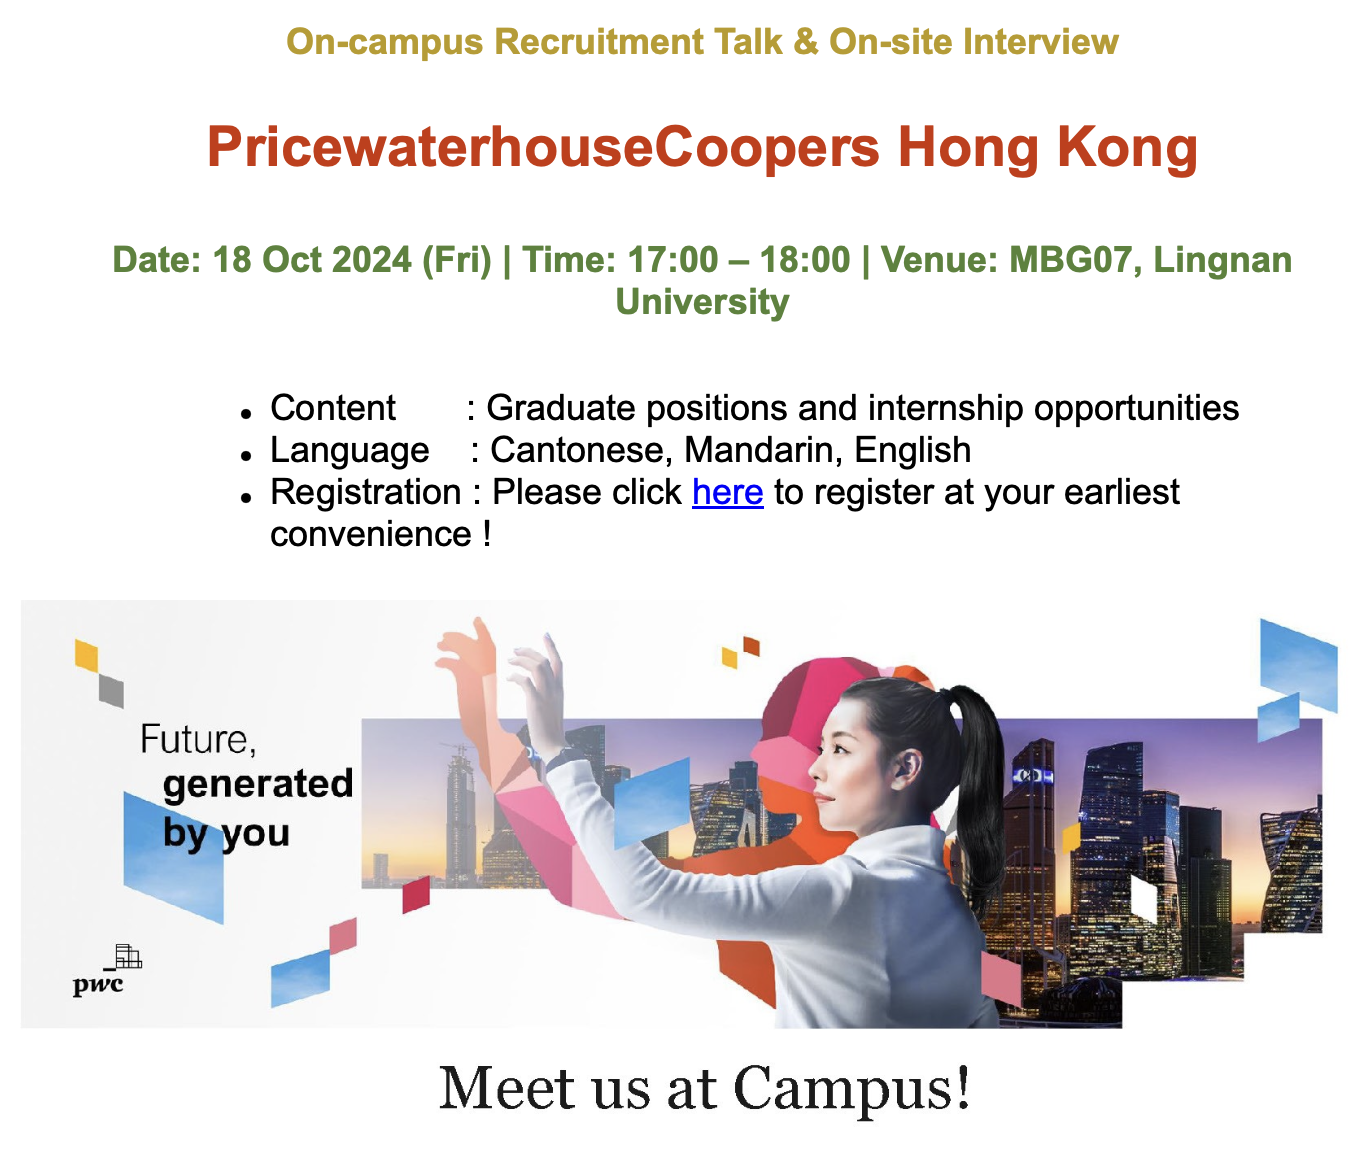 On-campus Recruitment Talk & On-site Interview
PricewaterhouseCoopers Hong Kong
Date: 18 Oct 2024 (Fri) | Time: 17:00 – 18:00 | Venue: MBG07, Lingnan
University
• Content : Graduate positions and internship opportunities
• Language : Cantonese, Mandarin, English
• Registration : Please click here to register at your earliest
convenience !
Future,
generated
by you
pwc
Meet us at Campus!